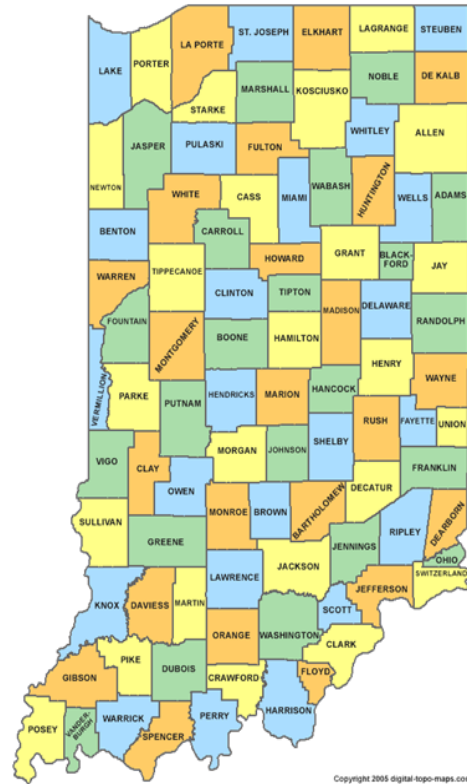 LAKE
PORTER
LA PORTE
ST. JOSEPH
ELKHART
LAGRANGE
STEUBEN
NOBLE
DE KALB
STARKE
MARSHALL
KOSCIUSKO
WHITLEY
ALLEN
NEWTON
JASPER
PULASKI
FULTON
WABASH
HUNTINGTON
WELLS
ADAMS
WHITE
CASS
MIAMI
BENTON
CARROLL
HOWARD
GRANT
BLACK-
FORD
JAY
WARREN
TIPPECANOE
CLINTON
TIPTON
MADISON
DELAWARE
RANDOLPH
FOUNTAIN
MONTGOMERY
BOONE
HAMILTON
HENRY
WAYNE
VERMILLION
PARKE
PUTNAM
HENDRICKS
MARION
HANCOCK
RUSH
FAYETTE
UNION
VIGO
CLAY
OWEN
MORGAN
JOHNSON
SHELBY
DECATUR
FRANKLIN
SULLIVAN
GREENE
MONROE
BROWN
BARTHOLOMEW
JENNINGS
RIPLEY
DEARBORN
OHIO
SWITZERLAND
KNOX
DAVIESS
MARTIN
LAWRENCE
JACKSON
SCOTT
JEFFERSON
ORANGE
WASHINGTON
CLARK
GIBSON
PIKE
DUBOIS
CRAWFORD
FLOYD
HARRISON
POSEY
VANDER-
BURGH
WARRICK
SPENCER
PERRY
Copyright 2005 digital-topo-maps.com